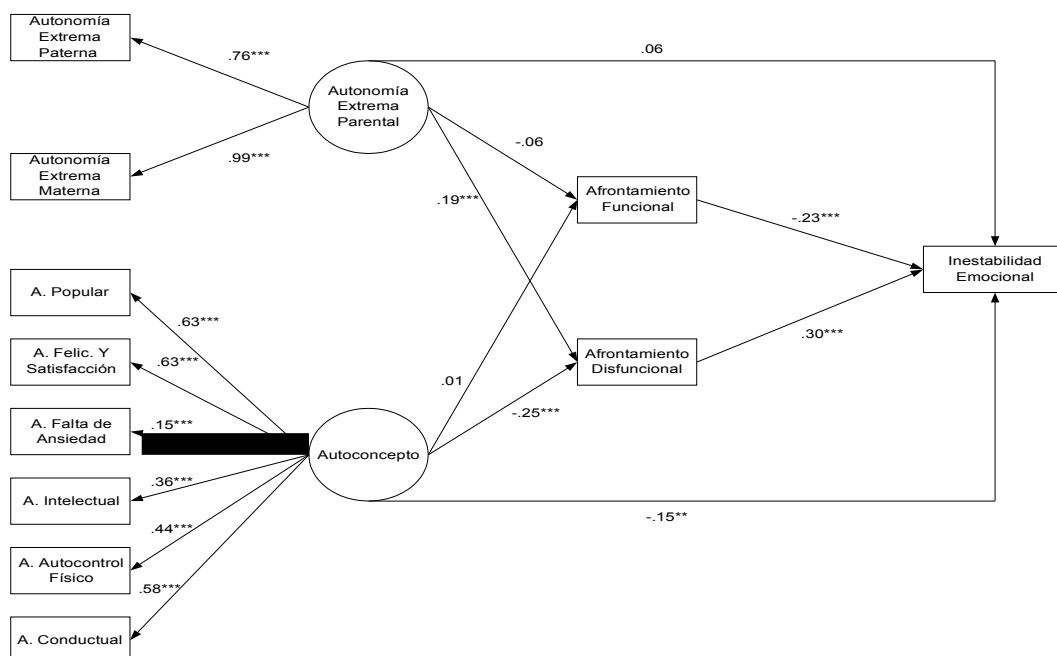 Autonomía
Extrema
Paterna
.76***
.06
Autonomía
Extrema
Parental
Autonomía
Extrema
Materna
.99***
-.06
.19***
Afrontamiento
Funcional
-.23***
Inestabilidad
Emocional
A. Popular
.63***
A. Felic. Y
Satisfacción
.63***
.01
Afrontamiento
Disfuncional
.30***
A. Falta de
Ansiedad
.15***
-.25***
Autoconcepto
A. Intelectual
.36***
-.15**
A. Autocontrol
Físico
.44***
.58***
A. Conductual